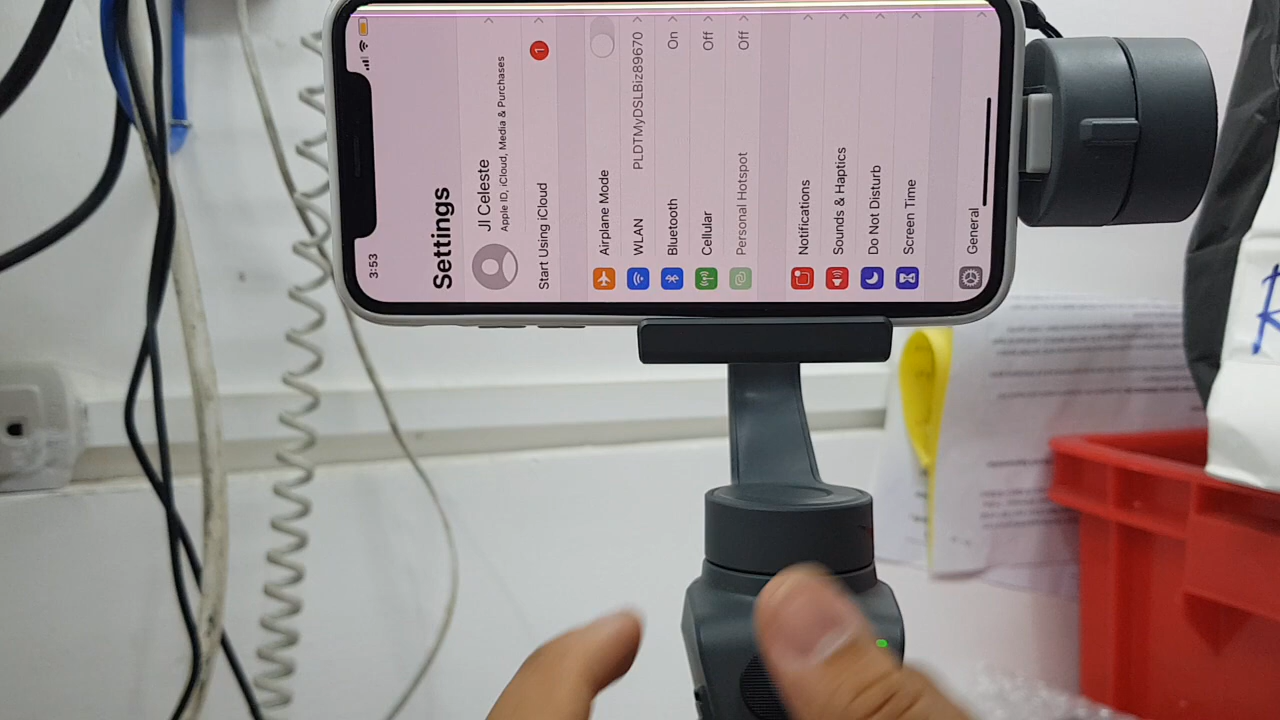 3:53
Settings
JI Celeste
Apple ID, iCloud, Media & Purchases
Start Using iCloud
1
Airplane Mode
WLAN PLDTMyDSLBiz89670
Bluetooth On
Cellular Off
Personal Hotspot Off
Notifications
Sounds & Haptics
Do Not Disturb
Screen Time
General